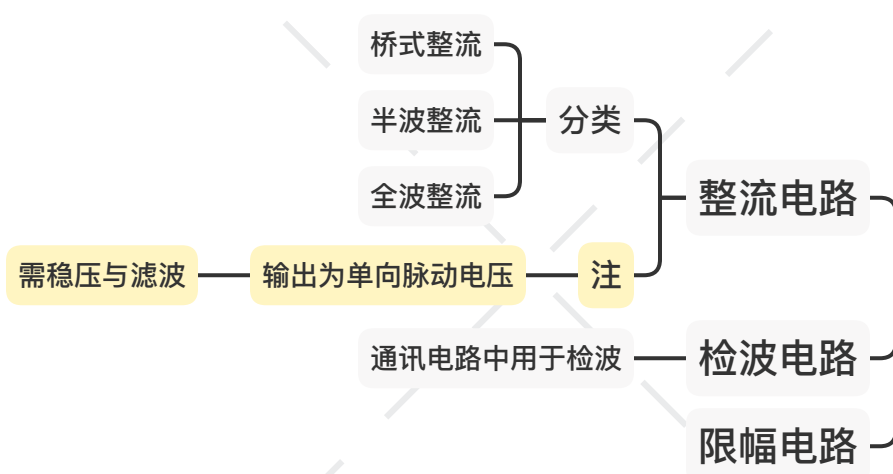 桥式整流
半波整流
分类
全波整流
整流电路
需稳压与滤波
输出为单向脉动电压
注
通讯电路中用于检波
检波电路
限幅电路